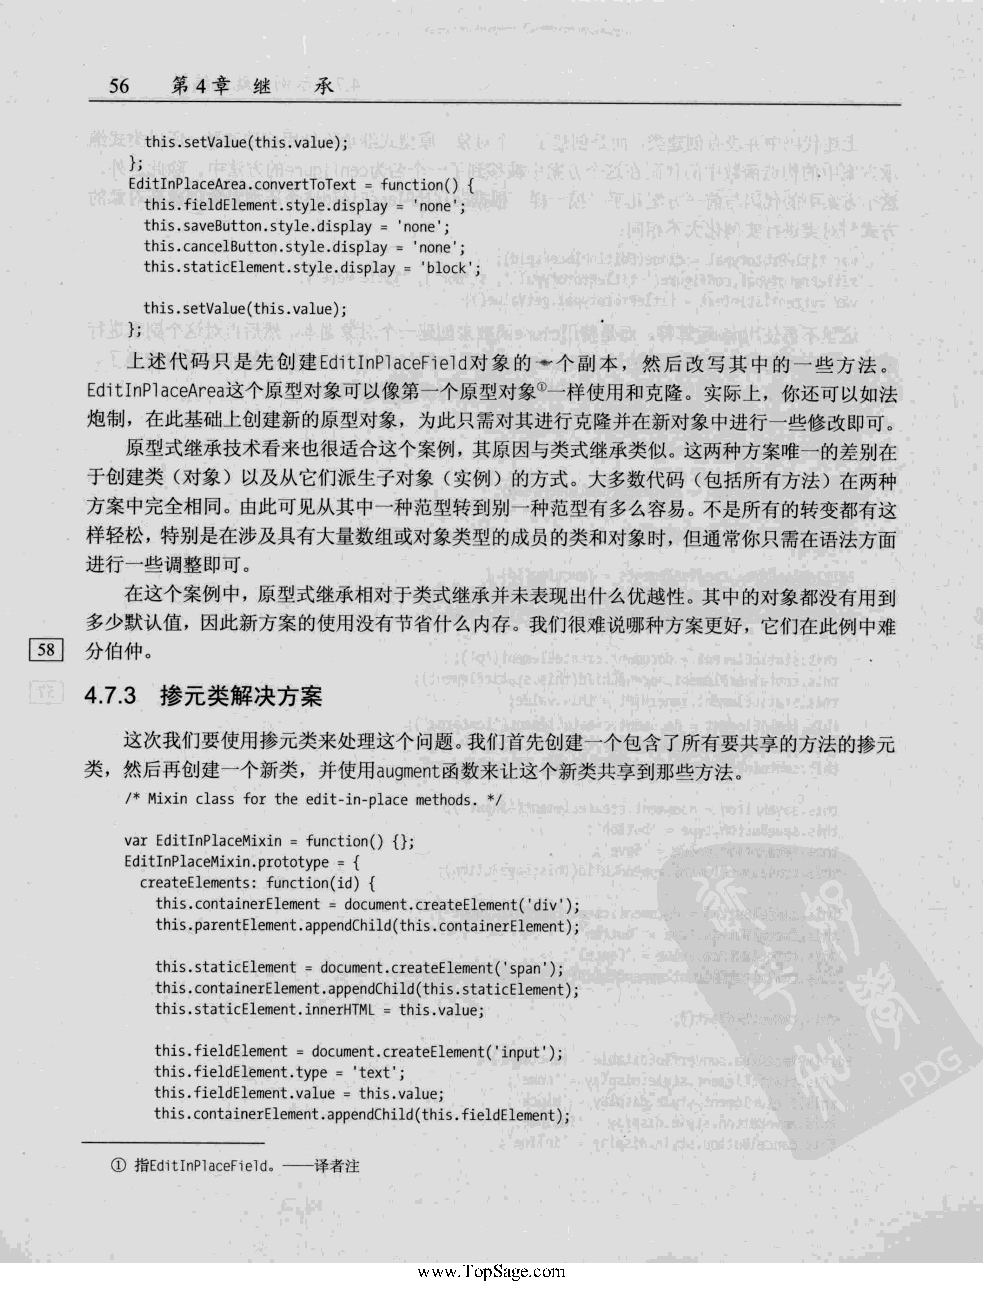 56 第4章 继 承
this.setValue(this.value);
};
EditInPlaceArea.convertToText = function() {
this.fieldElement.style.display = 'none';
this.saveButton.style.display = 'none';
this.cancelButton.style.display = 'none';
this.staticElement.style.display = 'block';
this.setValue(this.value);
};
上述代码只是先创建EditInPlaceField对象的一个副本，然后改写其中的一些方法。
EditInPlaceArea这个原型对象可以像第一个原型对象①一样使用和克隆。实际上，你还可以如法
炮制，在此基础上创建新的原型对象，为此只需对其进行克隆并在新对象中进行一些修改即可。
原型式继承技术看来也很适合这个案例，其原因与类式继承类似。这两种方案唯一的差别在
于创建类（对象）以及从它们派生子对象（实例）的方式。大多数代码（包括所有方法）在两种
方案中完全相同。由此可见从其中一种范型转到别一种范型有多么容易。不是所有的转变都有这
样轻松，特别是在涉及具有大量数组或对象类型的成员的类和对象时，但通常你只需在语法方面
进行一些调整即可。
在这个案例中，原型式继承相对于类式继承并未表现出什么优越性。其中的对象都没有用到
多少默认值，因此新方案的使用没有节省什么内存。我们很难说哪种方案更好，它们在此例中难
58 分伯仲。
4.7.3 掺元类解决方案
这次我们要使用掺元类来处理这个问题。我们首先创建一个包含了所有要共享的方法的掺元
类，然后再创建一个新类，并使用augment函数来让这个新类共享到那些方法。
/* Mixin class for the edit-in-place methods. */
var EditInPlaceMixin = function() {};
EditInPlaceMixin.prototype = {
createElements: function(id) {
this.containerElement = document.createElement('div');
this.parentElement.appendChild(this.containerElement);
this.staticElement = document.createElement('span');
this.containerElement.appendChild(this.staticElement);
this.staticElement.innerHTML = this.value;
this.fieldElement = document.createElement('input');
this.fieldElement.type = 'text';
this.fieldElement.value = this.value;
this.containerElement.appendChild(this.fieldElement);
PDG
① 指EditInPlaceField。——译者注
www.TopSage.com